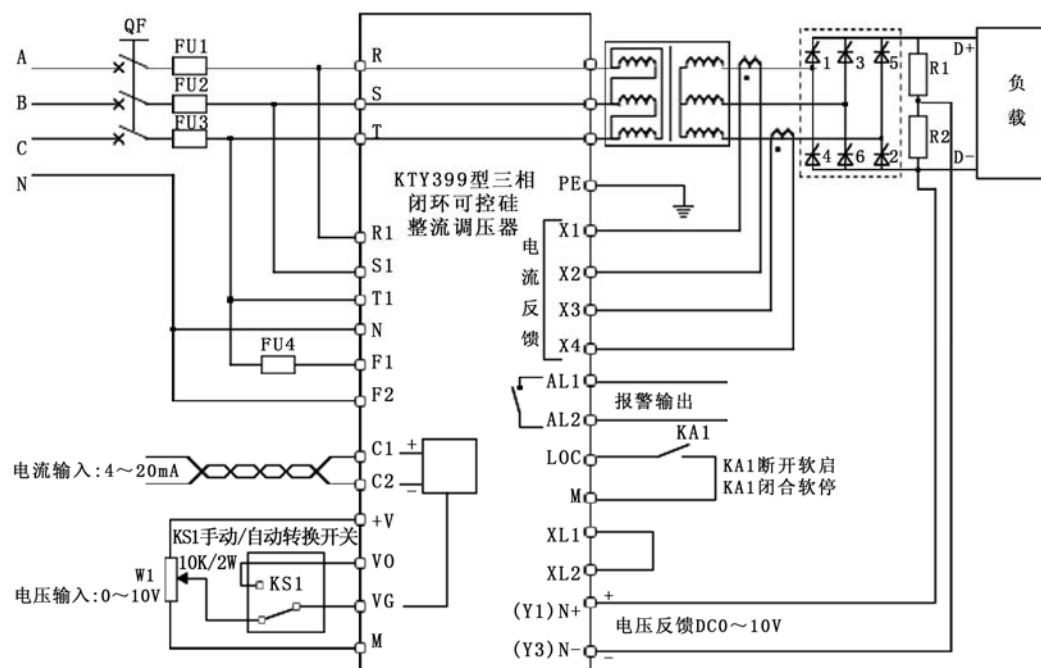 QF
A
FU1
R
B
FU2
S
C
FU3
T
N
1
3
5
4
6
2
D+
D-
R1
R2
负
载
KTY399型三相
闭环可控硅
整流调压器
R1
S1
T1
N
FU4
F1
F2
PE
电
流
反
馈
X1
X2
X3
X4
AL1
报警输出
AL2
KA1
LOC
KA1断开软启
KA1闭合软停
M
XL1
XL2
(Y1)N+
+
电压反馈DC0~10V
(Y3)N-
-
电流输入:4~20mA
C1
+
C2
-
+V
KS1手动/自动转换开关
10K/2W
VO
W1
KS1
电压输入:0~10V
VG
M